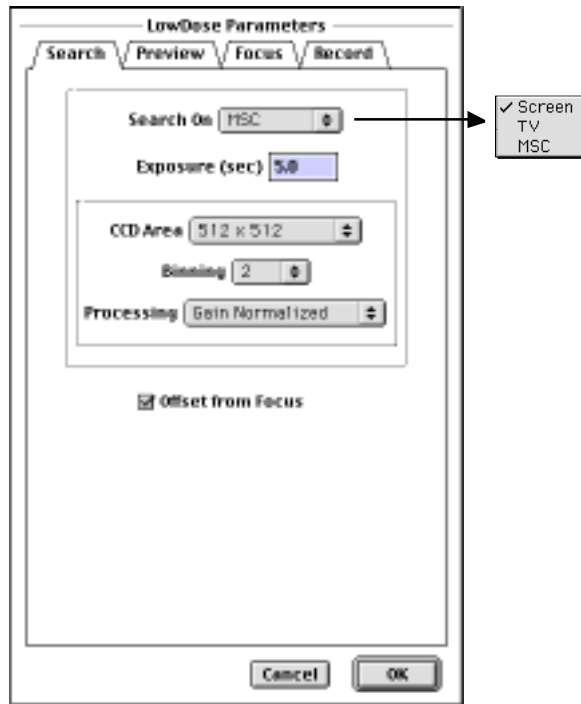 LowDose Parameters
Search Preview Focus Record
Search On MSC
Screen
TV
MSC
Exposure (sec) 5.0
CCD Area 512 x 512
Binning 2
Processing Gain Normalized
Offset from Focus
Cancel OK